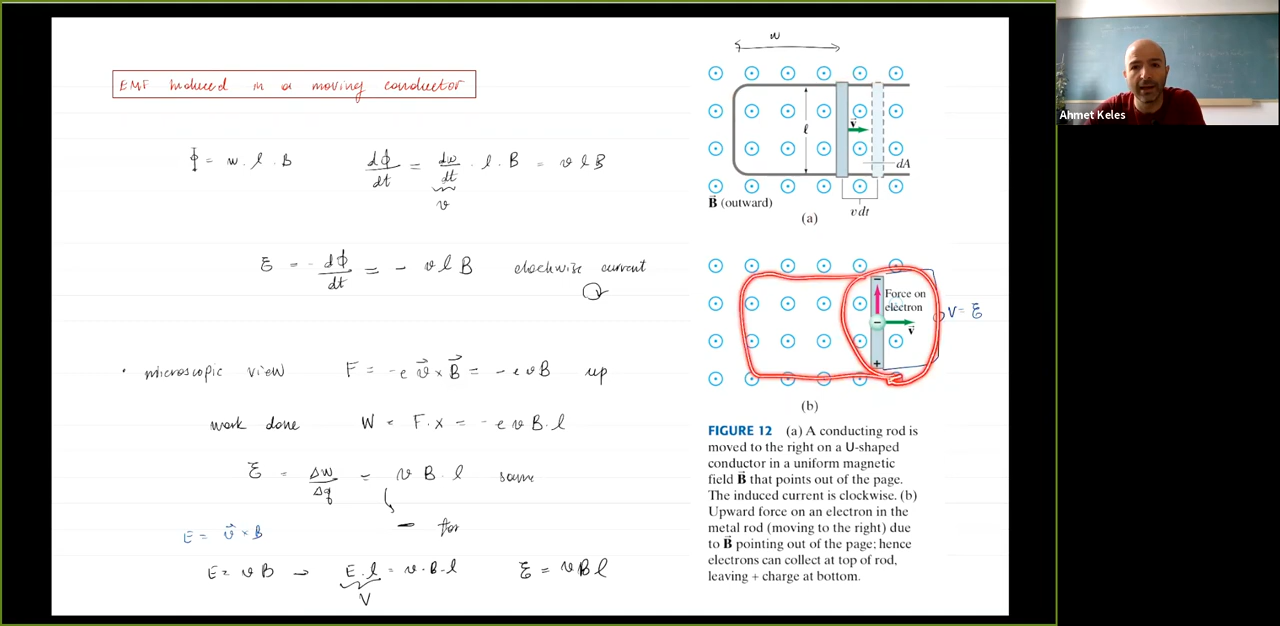 EMF Induced in a moving conductor
Φ = w . l . B
dΦ/dt = dw/dt . l . B = v l B
v
ℰ = - dΦ/dt = - v l B clockwise current
. microscopic view F = -e v⃗ × B⃗ = - e v B up
work done W = F. x = - e v B. l
ℰ = Δw/Δq = v B. l same
- for
E = v⃗ × B
E = v B → E. l = v. B. l ℰ = v B l
V
w
ℓ
v⃗
dA
B⃗ (outward)
v dt
(a)
−
Force on
electron
−
v⃗
V = ℰ
+
(b)
FIGURE 12 (a) A conducting rod is
moved to the right on a U-shaped
conductor in a uniform magnetic
field B⃗ that points out of the page.
The induced current is clockwise. (b)
Upward force on an electron in the
metal rod (moving to the right) due
to B⃗ pointing out of the page; hence
electrons can collect at top of rod,
leaving + charge at bottom.
Ahmet Keles